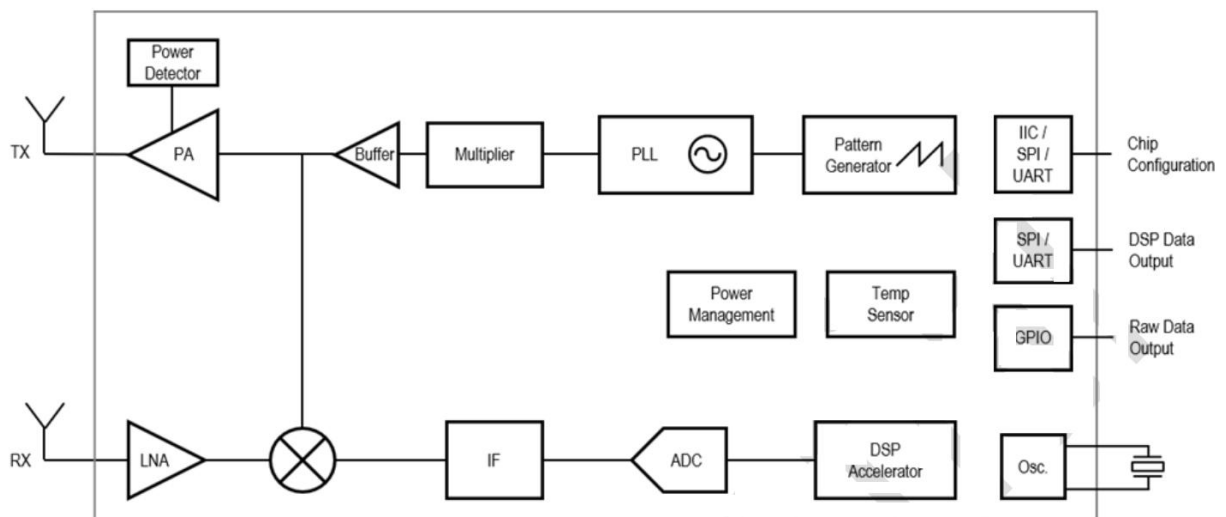 Power
Detector
TX
PA
Buffer
Multiplier
PLL
Pattern
Generator
IIC /
SPI /
UART
Chip
Configuration
SPI /
UART
DSP Data
Output
Power
Management
Temp
Sensor
GPIO
Raw Data
Output
RX
LNA
IF
ADC
DSP
Accelerator
Osc.